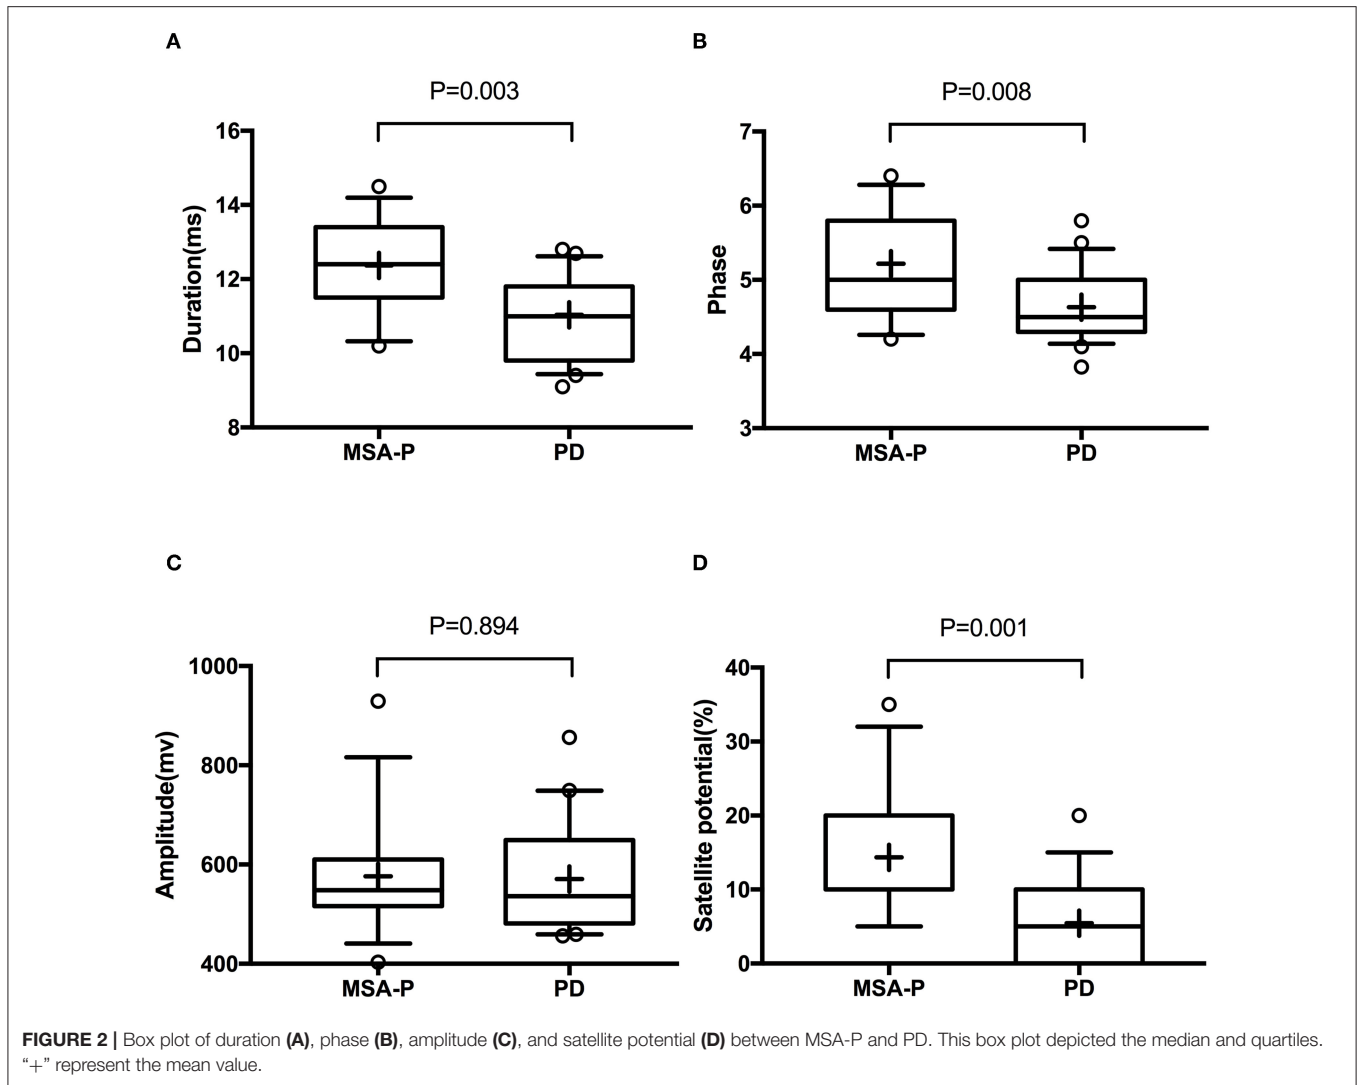 A
P=0.003
16
14
12
10
8
Duration(ms)
MSA-P PD
B
P=0.008
7
6
5
4
3
Phase
MSA-P PD
C
P=0.894
1000
800
600
400
Amplitude(mv)
MSA-P PD
D
P=0.001
40
30
20
10
0
Satellite potential(%)
MSA-P PD
FIGURE 2 | Box plot of duration (A), phase (B), amplitude (C), and satellite potential (D) between MSA-P and PD. This box plot depicted the median and quartiles.
“+” represent the mean value.